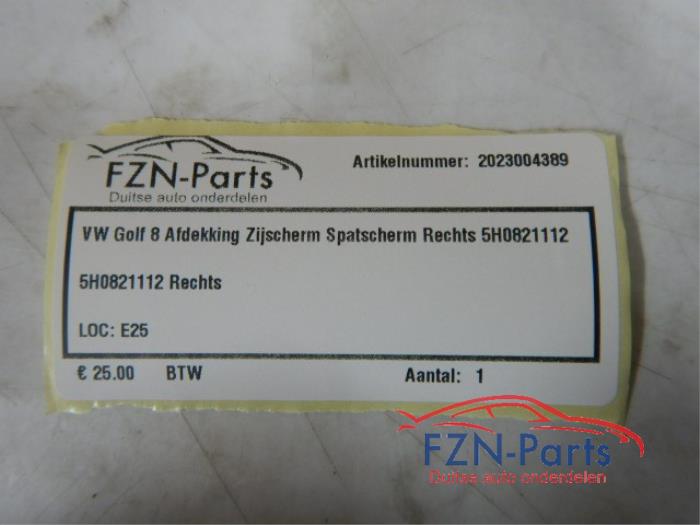 FZN-Parts
Duitse auto onderdelen
Artikelnummer: 2023004389
VW Golf 8 Afdekking Zijscherm Spatscherm Rechts 5H0821112
5H0821112 Rechts
LOC: E25
€ 25.00 BTW Aantal: 1
FZN-Parts
Duitse auto onderdelen